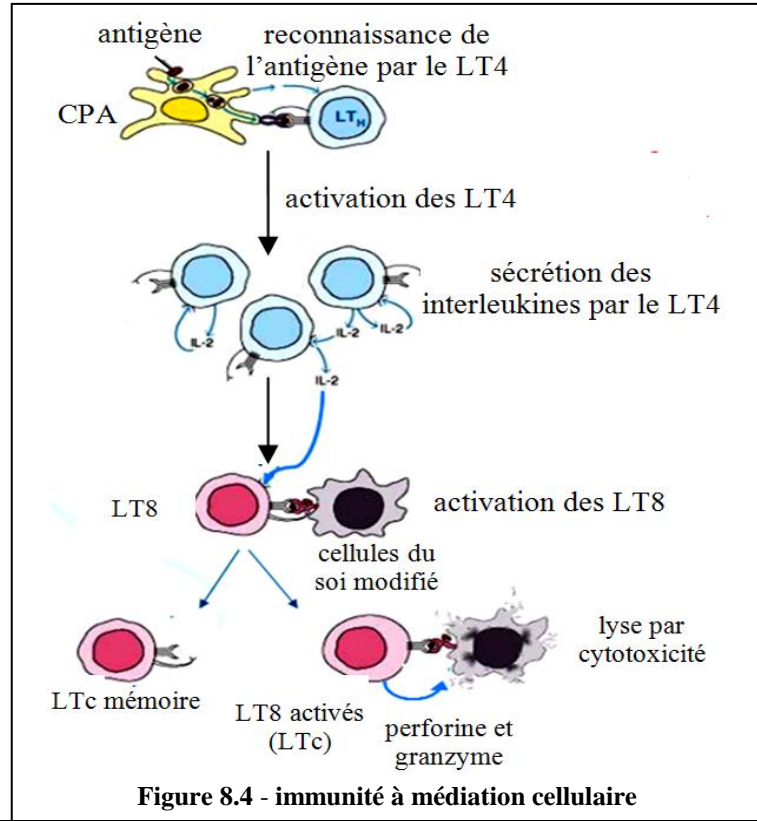 antigène
reconnaissance de
l'antigène par le LT4
CPA
LTH
activation des LT4
sécrétion des
interleukines par le LT4
IL-2
IL-2
IL-2
IL-2
LT8
activation des LT8
cellules du
soi modifié
LTc mémoire
LT8 activés
(LTc)
perforine et
granzyme
lyse par
cytotoxicité
Figure 8.4 - immunité à médiation cellulaire